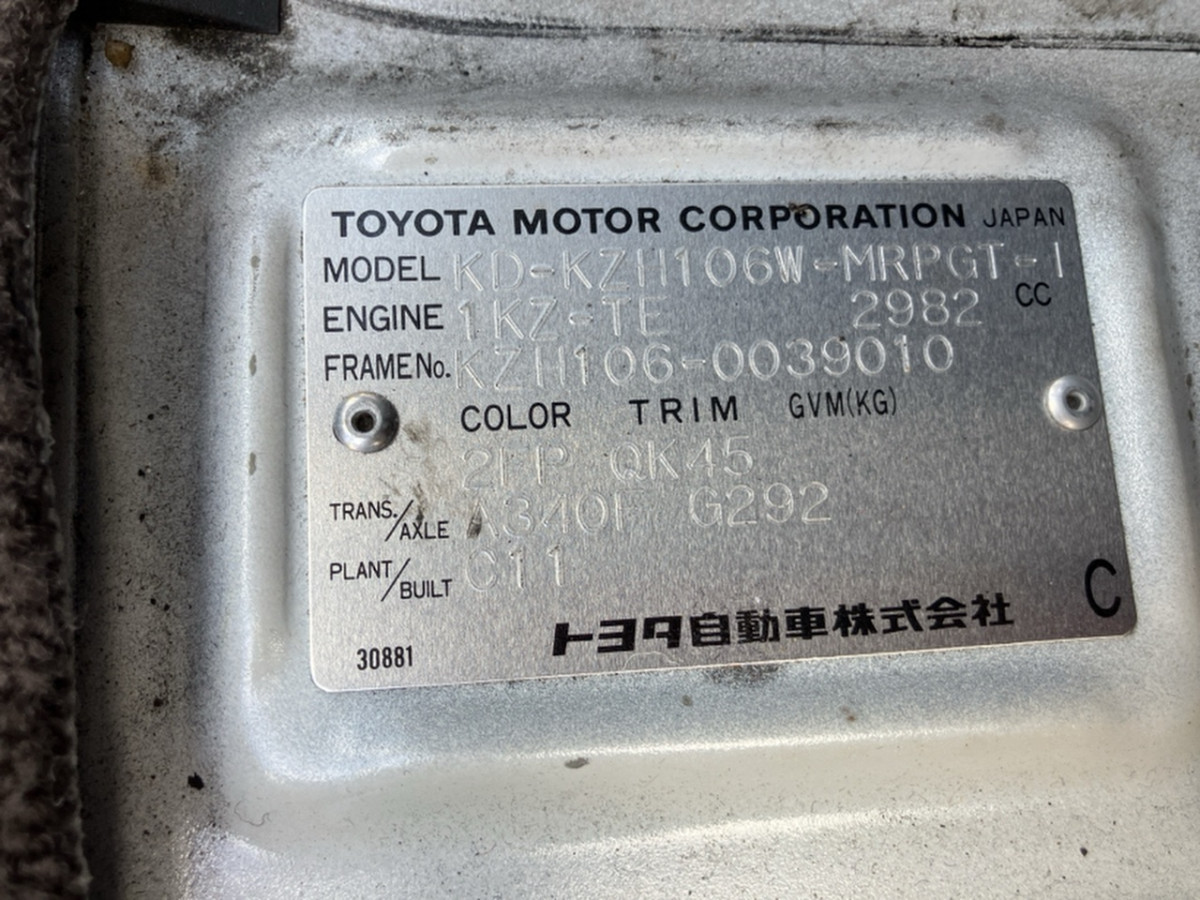 TOYOTA MOTOR CORPORATION JAPAN
MODEL KD-KZH106W-MRPGT-I
ENGINE 1KZ-TE 2982 CC
FRAME No. KZH106-0039010
COLOR TRIM GVM(KG)
2FP QK45
TRANS./AXLE A340F G292
PLANT/BUILT C11
C
トヨタ自動車株式会社
30881